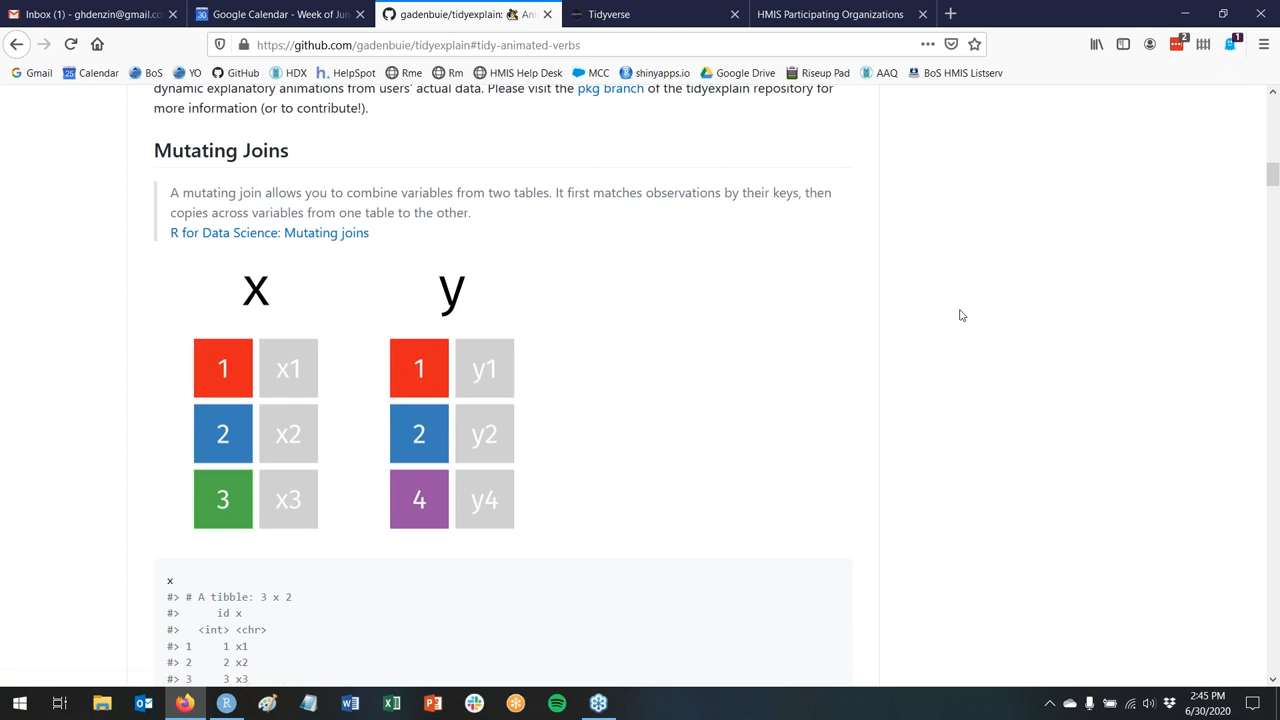 Inbox (1) - ghdenzin@gmail.co
Google Calendar - Week of Jun
gadenbuie/tidyexplain: Ani
Tidyverse
HMIS Participating Organizations
https://github.com/gadenbuie/tidyexplain#tidy-animated-verbs
2
1
Gmail
25 Calendar
BoS
YO
GitHub
HDX
HelpSpot
Rme
Rm
HMIS Help Desk
MCC
shinyapps.io
Google Drive
Riseup Pad
AAQ
BoS HMIS Listserv
dynamic explanatory animations from users' actual data. Please visit the pkg branch of the tidyexplain repository for
more information (or to contribute!).
Mutating Joins
A mutating join allows you to combine variables from two tables. It first matches observations by their keys, then
copies across variables from one table to the other.
R for Data Science: Mutating joins
x y
1 x1 1 y1
2 x2 2 y2
3 x3 4 y4
x
#> # A tibble: 3 x 2
#> id x
#> <int> <chr>
#> 1 1 x1
#> 2 2 x2
#> 3 3 x3
2:45 PM
6/30/2020